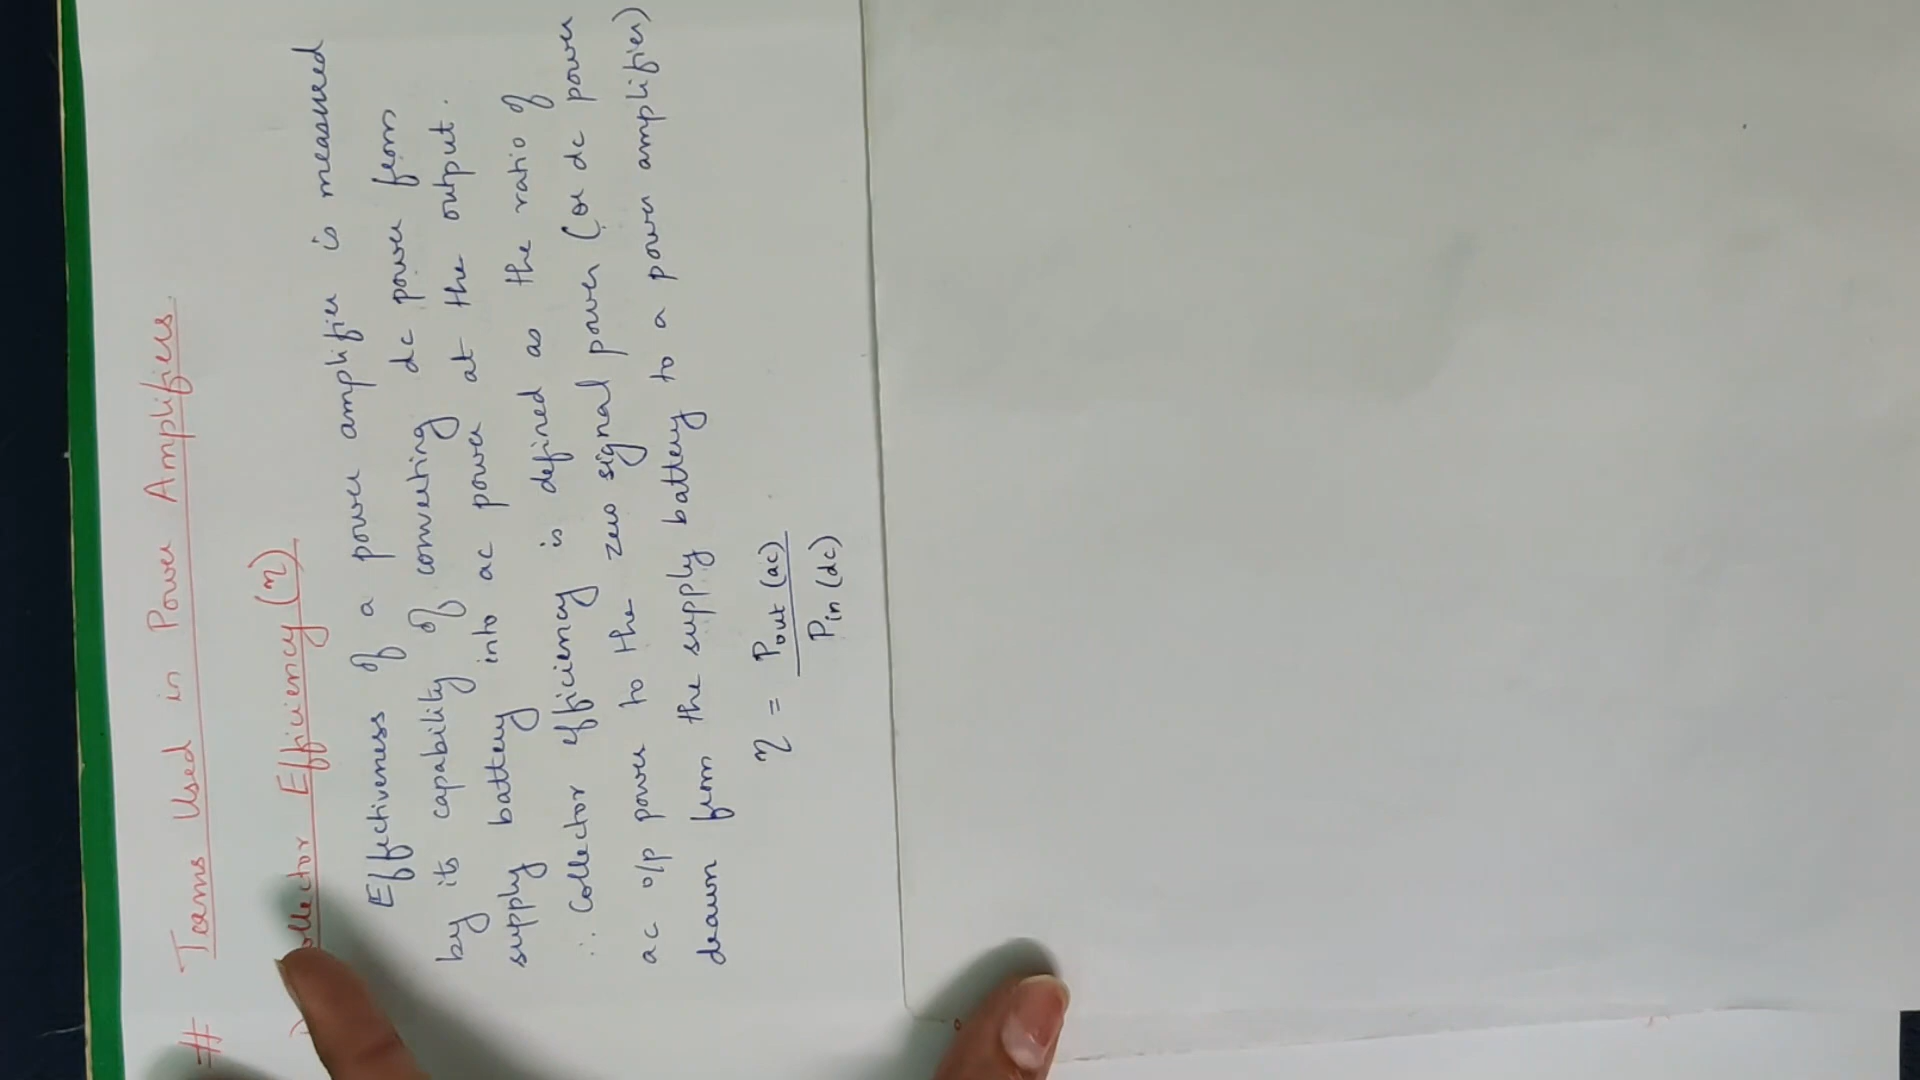 # Terms Used in Power Amplifiers.
ollector Efficiency (η)
Effectiveness of a power amplifier is measured
by its capability of converting dc power from
supply battery into ac power at the output.
∴ Collector efficiency is defined as the ratio of
ac o/p power to the zero signal power (or dc power
drawn from the supply battery to a power amplifier)
η = Pout (ac) / Pin (dc)